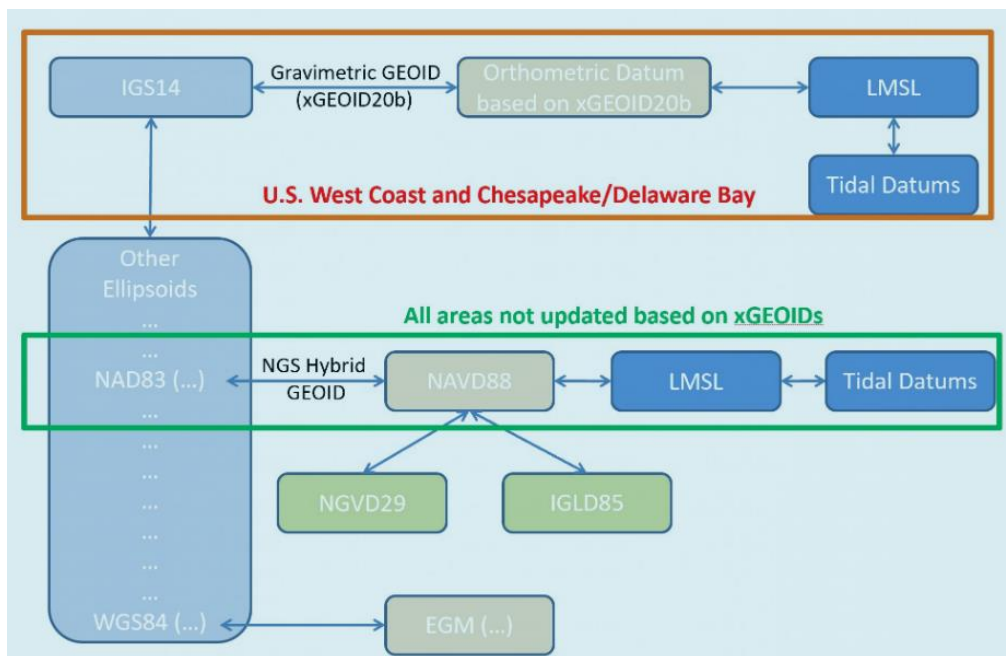 IGS14
Gravimetric GEOID
(xGEOID20b)
Orthometric Datum
based on xGEOID20b
LMSL
Tidal Datums
U.S. West Coast and Chesapeake/Delaware Bay
Other
Ellipsoids
...
...
All areas not updated based on xGEOIDs
NAD83 (...)
NGS Hybrid
GEOID
NAVD88
LMSL
Tidal Datums
...
...
...
...
...
...
...
NGVD29
IGLD85
WGS84 (...)
EGM (...)